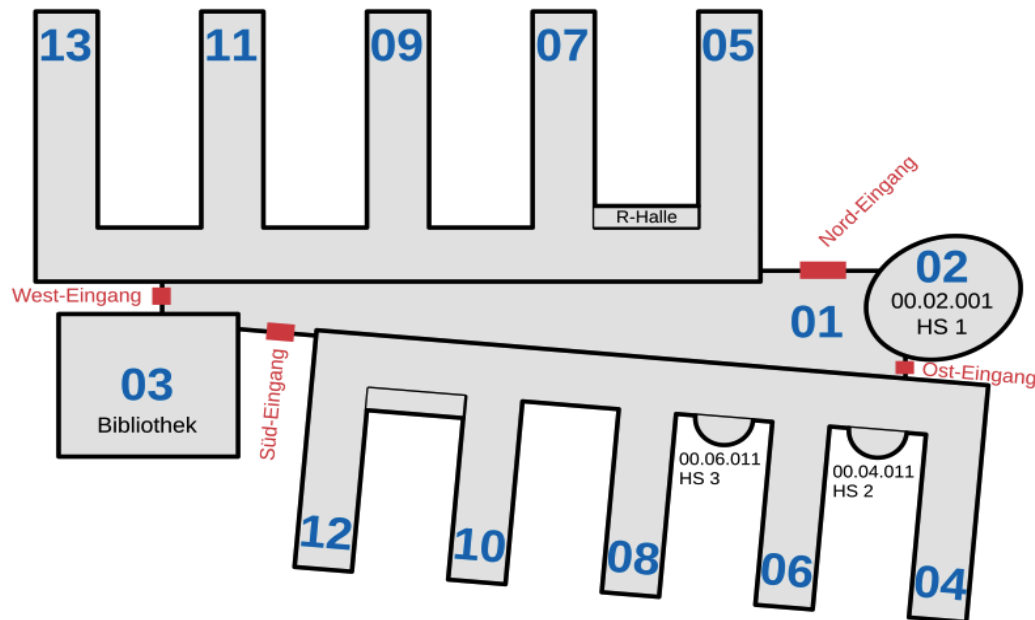 13
11
09
07
05
R-Halle
Nord-Eingang
02
00.02.001
HS 1
West-Eingang
01
03
Bibliothek
Süd-Eingang
Ost-Eingang
00.06.011
HS 3
00.04.011
HS 2
12
10
08
06
04